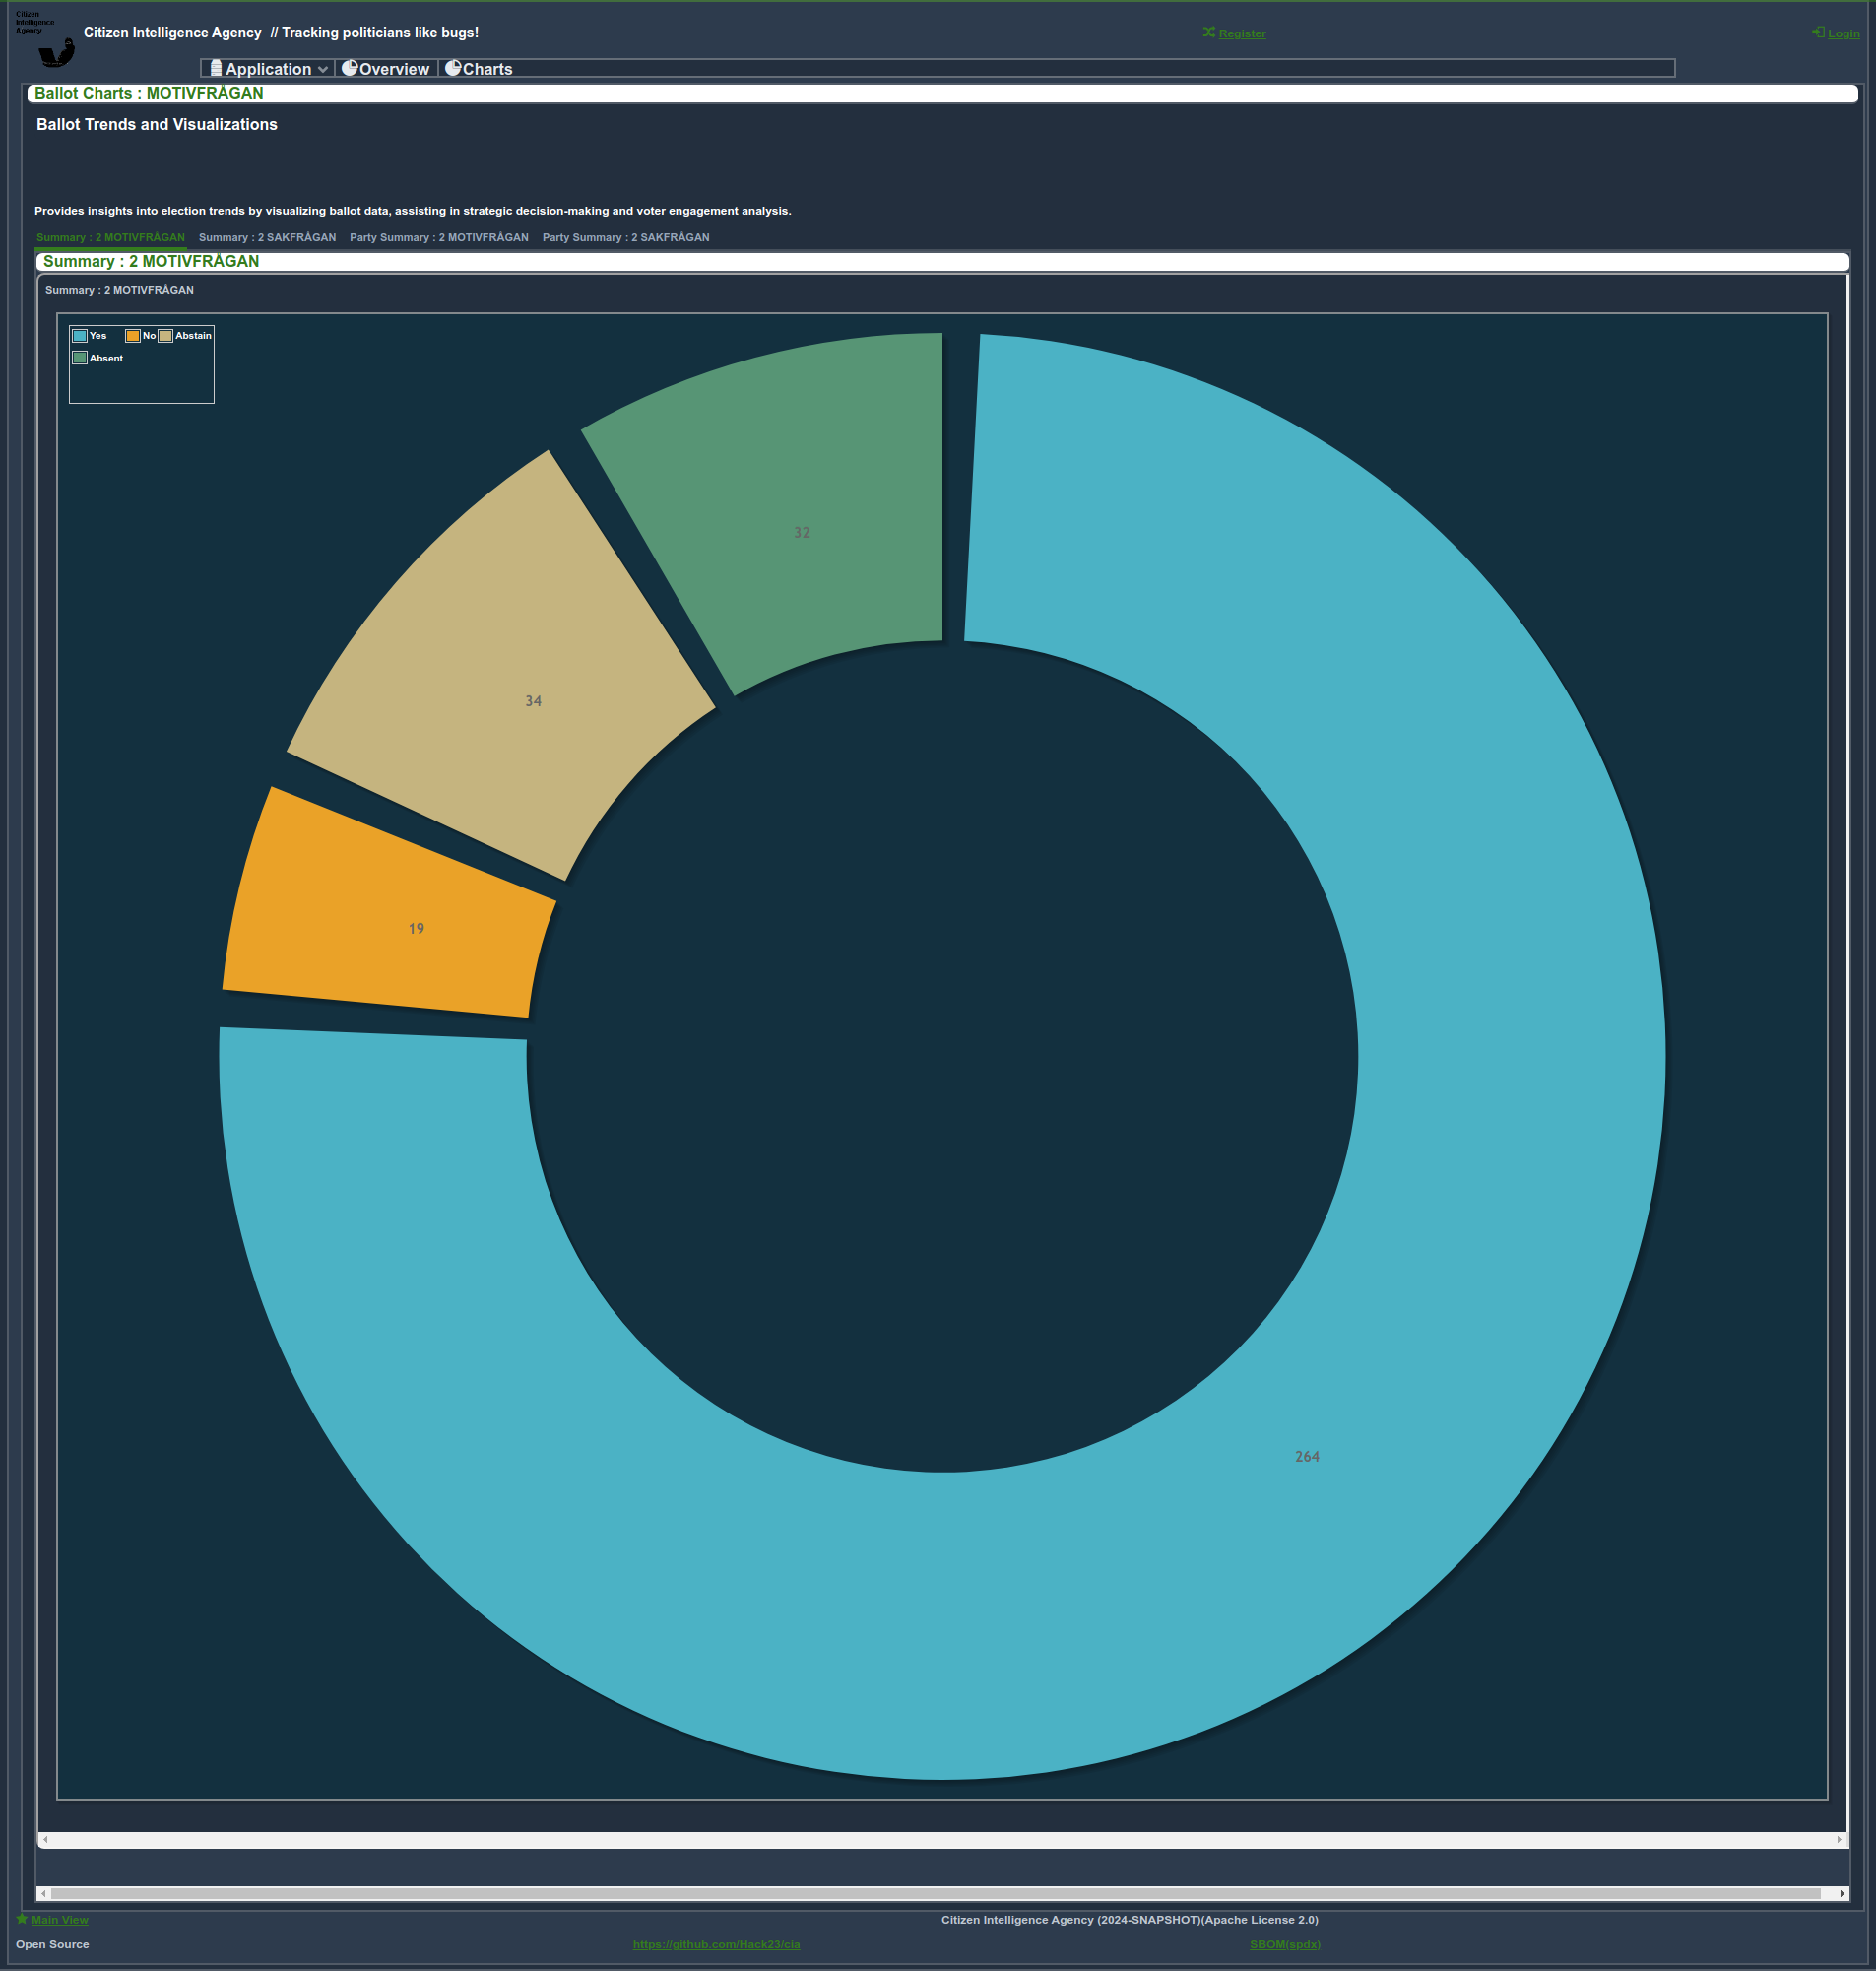 Citizen
Intelligence
Agency
Citizen Intelligence Agency // Tracking politicians like bugs!
Register
Login
Application
Overview
Charts
Ballot Charts : MOTIVFRÅGAN
Ballot Trends and Visualizations
Provides insights into election trends by visualizing ballot data, assisting in strategic decision-making and voter engagement analysis.
Summary : 2 MOTIVFRÅGAN
Summary : 2 SAKFRÅGAN
Party Summary : 2 MOTIVFRÅGAN
Party Summary : 2 SAKFRÅGAN
Summary : 2 MOTIVFRÅGAN
Summary : 2 MOTIVFRÅGAN
Yes
No
Abstain
Absent
32
34
19
264
Main View
Citizen Intelligence Agency (2024-SNAPSHOT)(Apache License 2.0)
Open Source
https://github.com/Hack23/cia
SBOM(spdx)